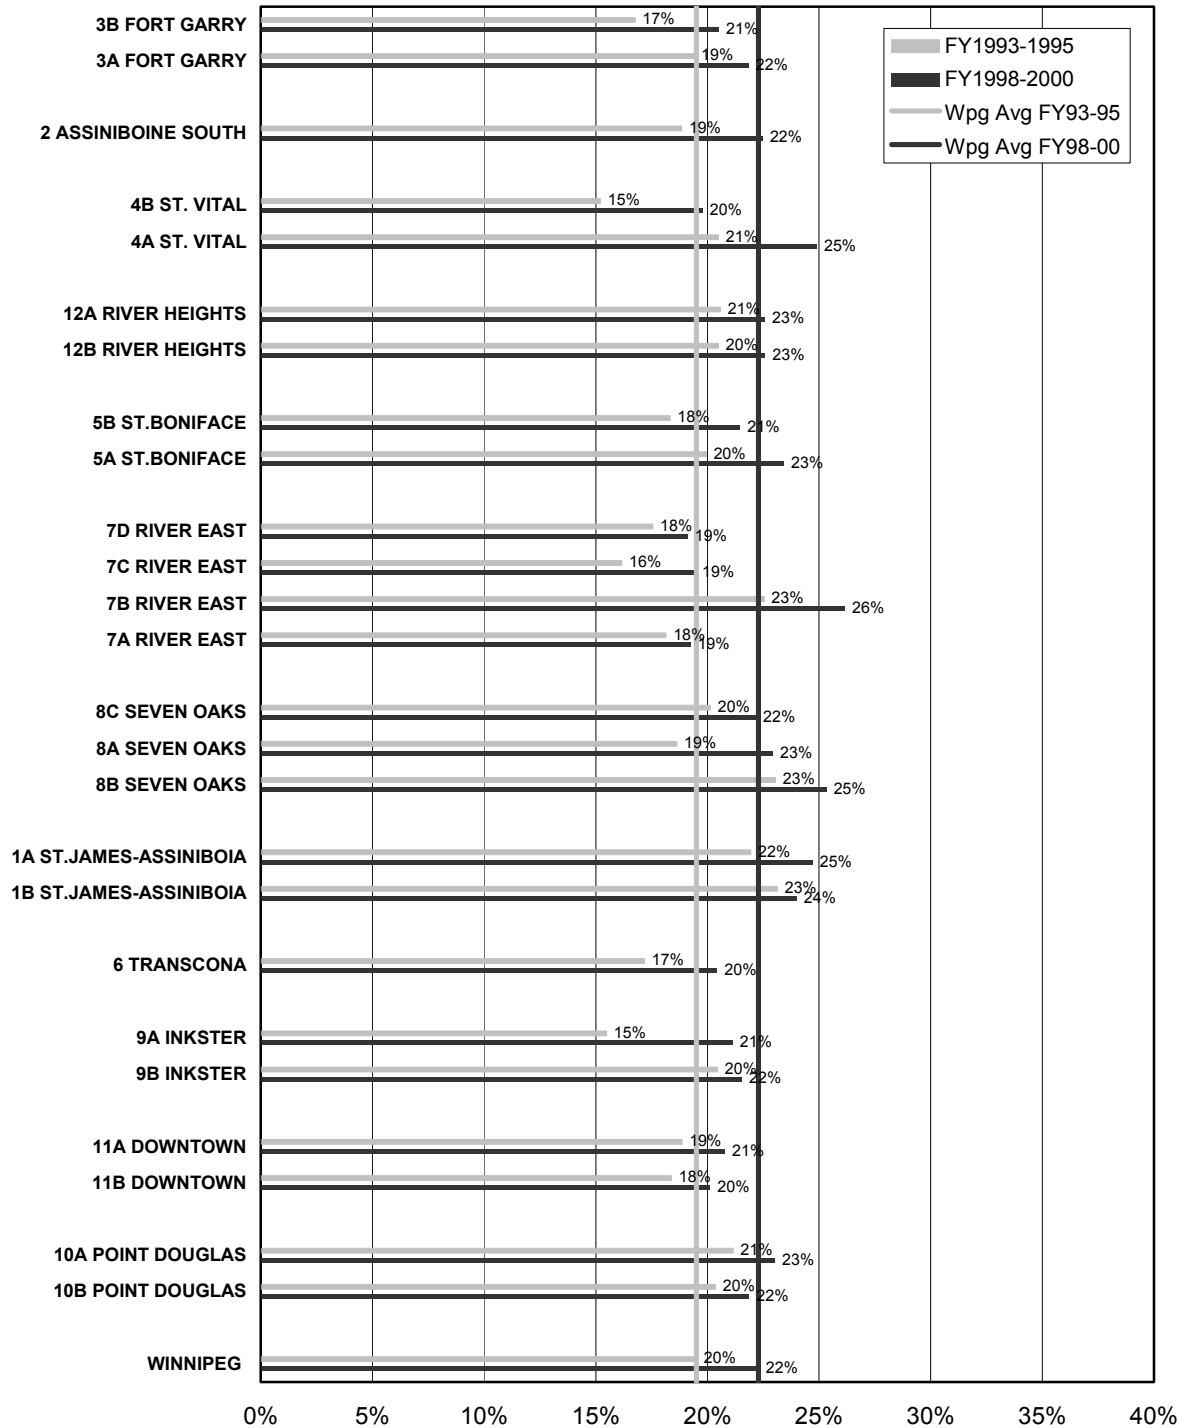 3B FORT GARRY 17%
21%
3A FORT GARRY 19%
22%
2 ASSINIBOINE SOUTH 19%
22%
4B ST. VITAL 15%
20%
4A ST. VITAL 21%
25%
12A RIVER HEIGHTS 21%
23%
12B RIVER HEIGHTS 20%
23%
5B ST.BONIFACE 18%
21%
5A ST.BONIFACE 20%
23%
7D RIVER EAST 18%
19%
7C RIVER EAST 16%
19%
7B RIVER EAST 23%
26%
7A RIVER EAST 18%
19%
8C SEVEN OAKS 20%
22%
8A SEVEN OAKS 19%
23%
8B SEVEN OAKS 23%
25%
1A ST.JAMES-ASSINIBOIA 22%
25%
1B ST.JAMES-ASSINIBOIA 23%
24%
6 TRANSCONA 17%
20%
9A INKSTER 15%
21%
9B INKSTER 20%
22%
11A DOWNTOWN 19%
21%
11B DOWNTOWN 18%
20%
10A POINT DOUGLAS 21%
23%
10B POINT DOUGLAS 20%
22%
WINNIPEG 20%
22%
0% 5% 10% 15% 20% 25% 30% 35% 40%
FY1993-1995
FY1998-2000
Wpg Avg FY93-95
Wpg Avg FY98-00